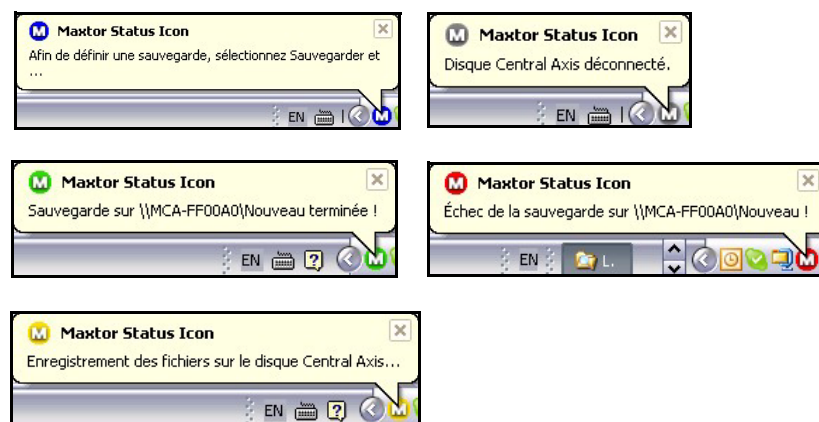 Maxtor Status Icon
Afin de définir une sauvegarde, sélectionnez Sauvegarder et
...
EN
Maxtor Status Icon
Disque Central Axis déconnecté.
EN
Maxtor Status Icon
Sauvegarde sur \\MCA-FF00A0\Nouveau terminée !
EN
Maxtor Status Icon
Échec de la sauvegarde sur \\MCA-FF00A0\Nouveau !
EN L.
Maxtor Status Icon
Enregistrement des fichiers sur le disque Central Axis...
EN